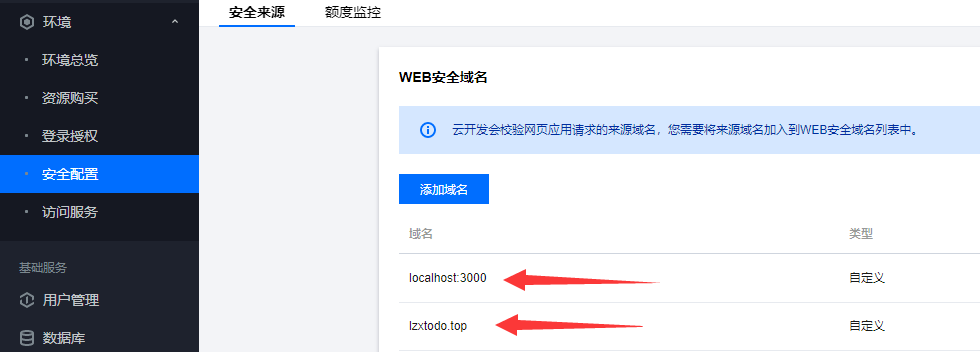 环境
环境总览
资源购买
登录授权
安全配置
访问服务
基础服务
用户管理
数据库
安全来源 额度监控
WEB安全域名
云开发会校验网页应用请求的来源域名，您需要将来源域名加入到WEB安全域名列表中。
添加域名
域名 类型
localhost:3000 自定义
lzxtodo.top 自定义